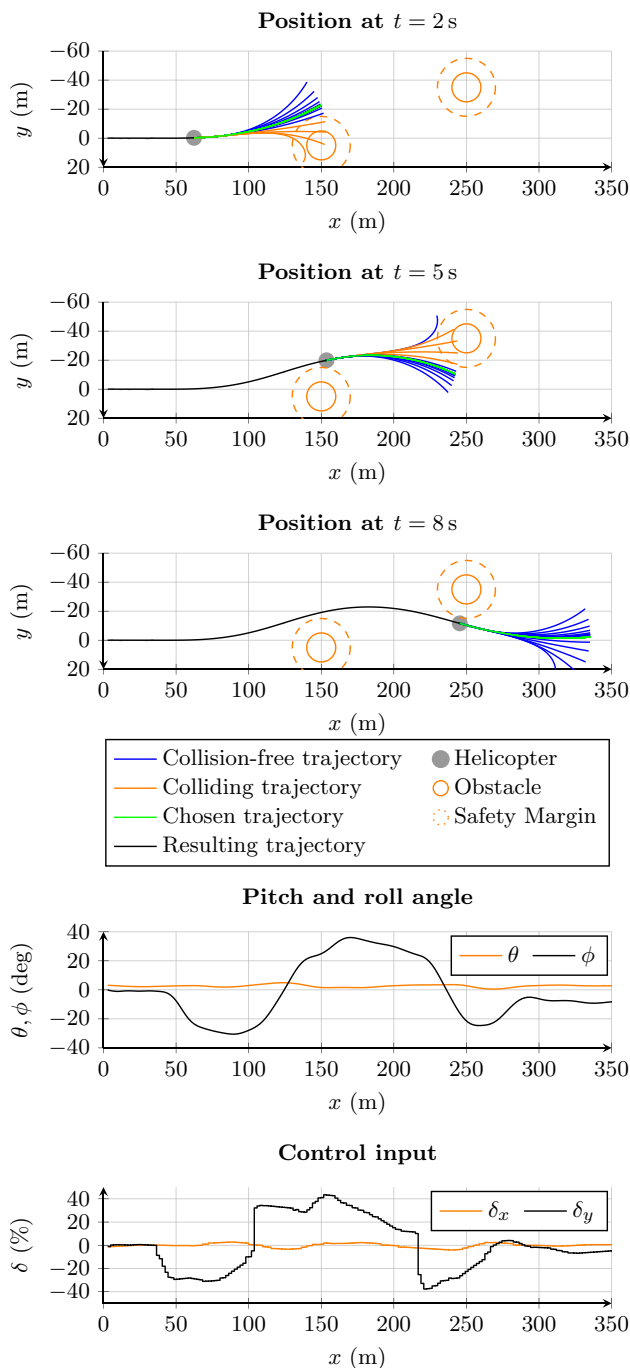 Position at t = 2 s
−60
−40
−20
0
20
y (m)
0 50 100 150 200 250 300 350
x (m)
Position at t = 5 s
−60
−40
−20
0
20
y (m)
0 50 100 150 200 250 300 350
x (m)
Position at t = 8 s
−60
−40
−20
0
20
y (m)
0 50 100 150 200 250 300 350
x (m)
Collision-free trajectory
Colliding trajectory
Chosen trajectory
Resulting trajectory
Helicopter
Obstacle
Safety Margin
Pitch and roll angle
40
20
0
−20
−40
θ, ϕ (deg)
θ ϕ
0 50 100 150 200 250 300 350
x (m)
Control input
40
20
0
−20
−40
δ (%)
δx δy
0 50 100 150 200 250 300 350
x (m)